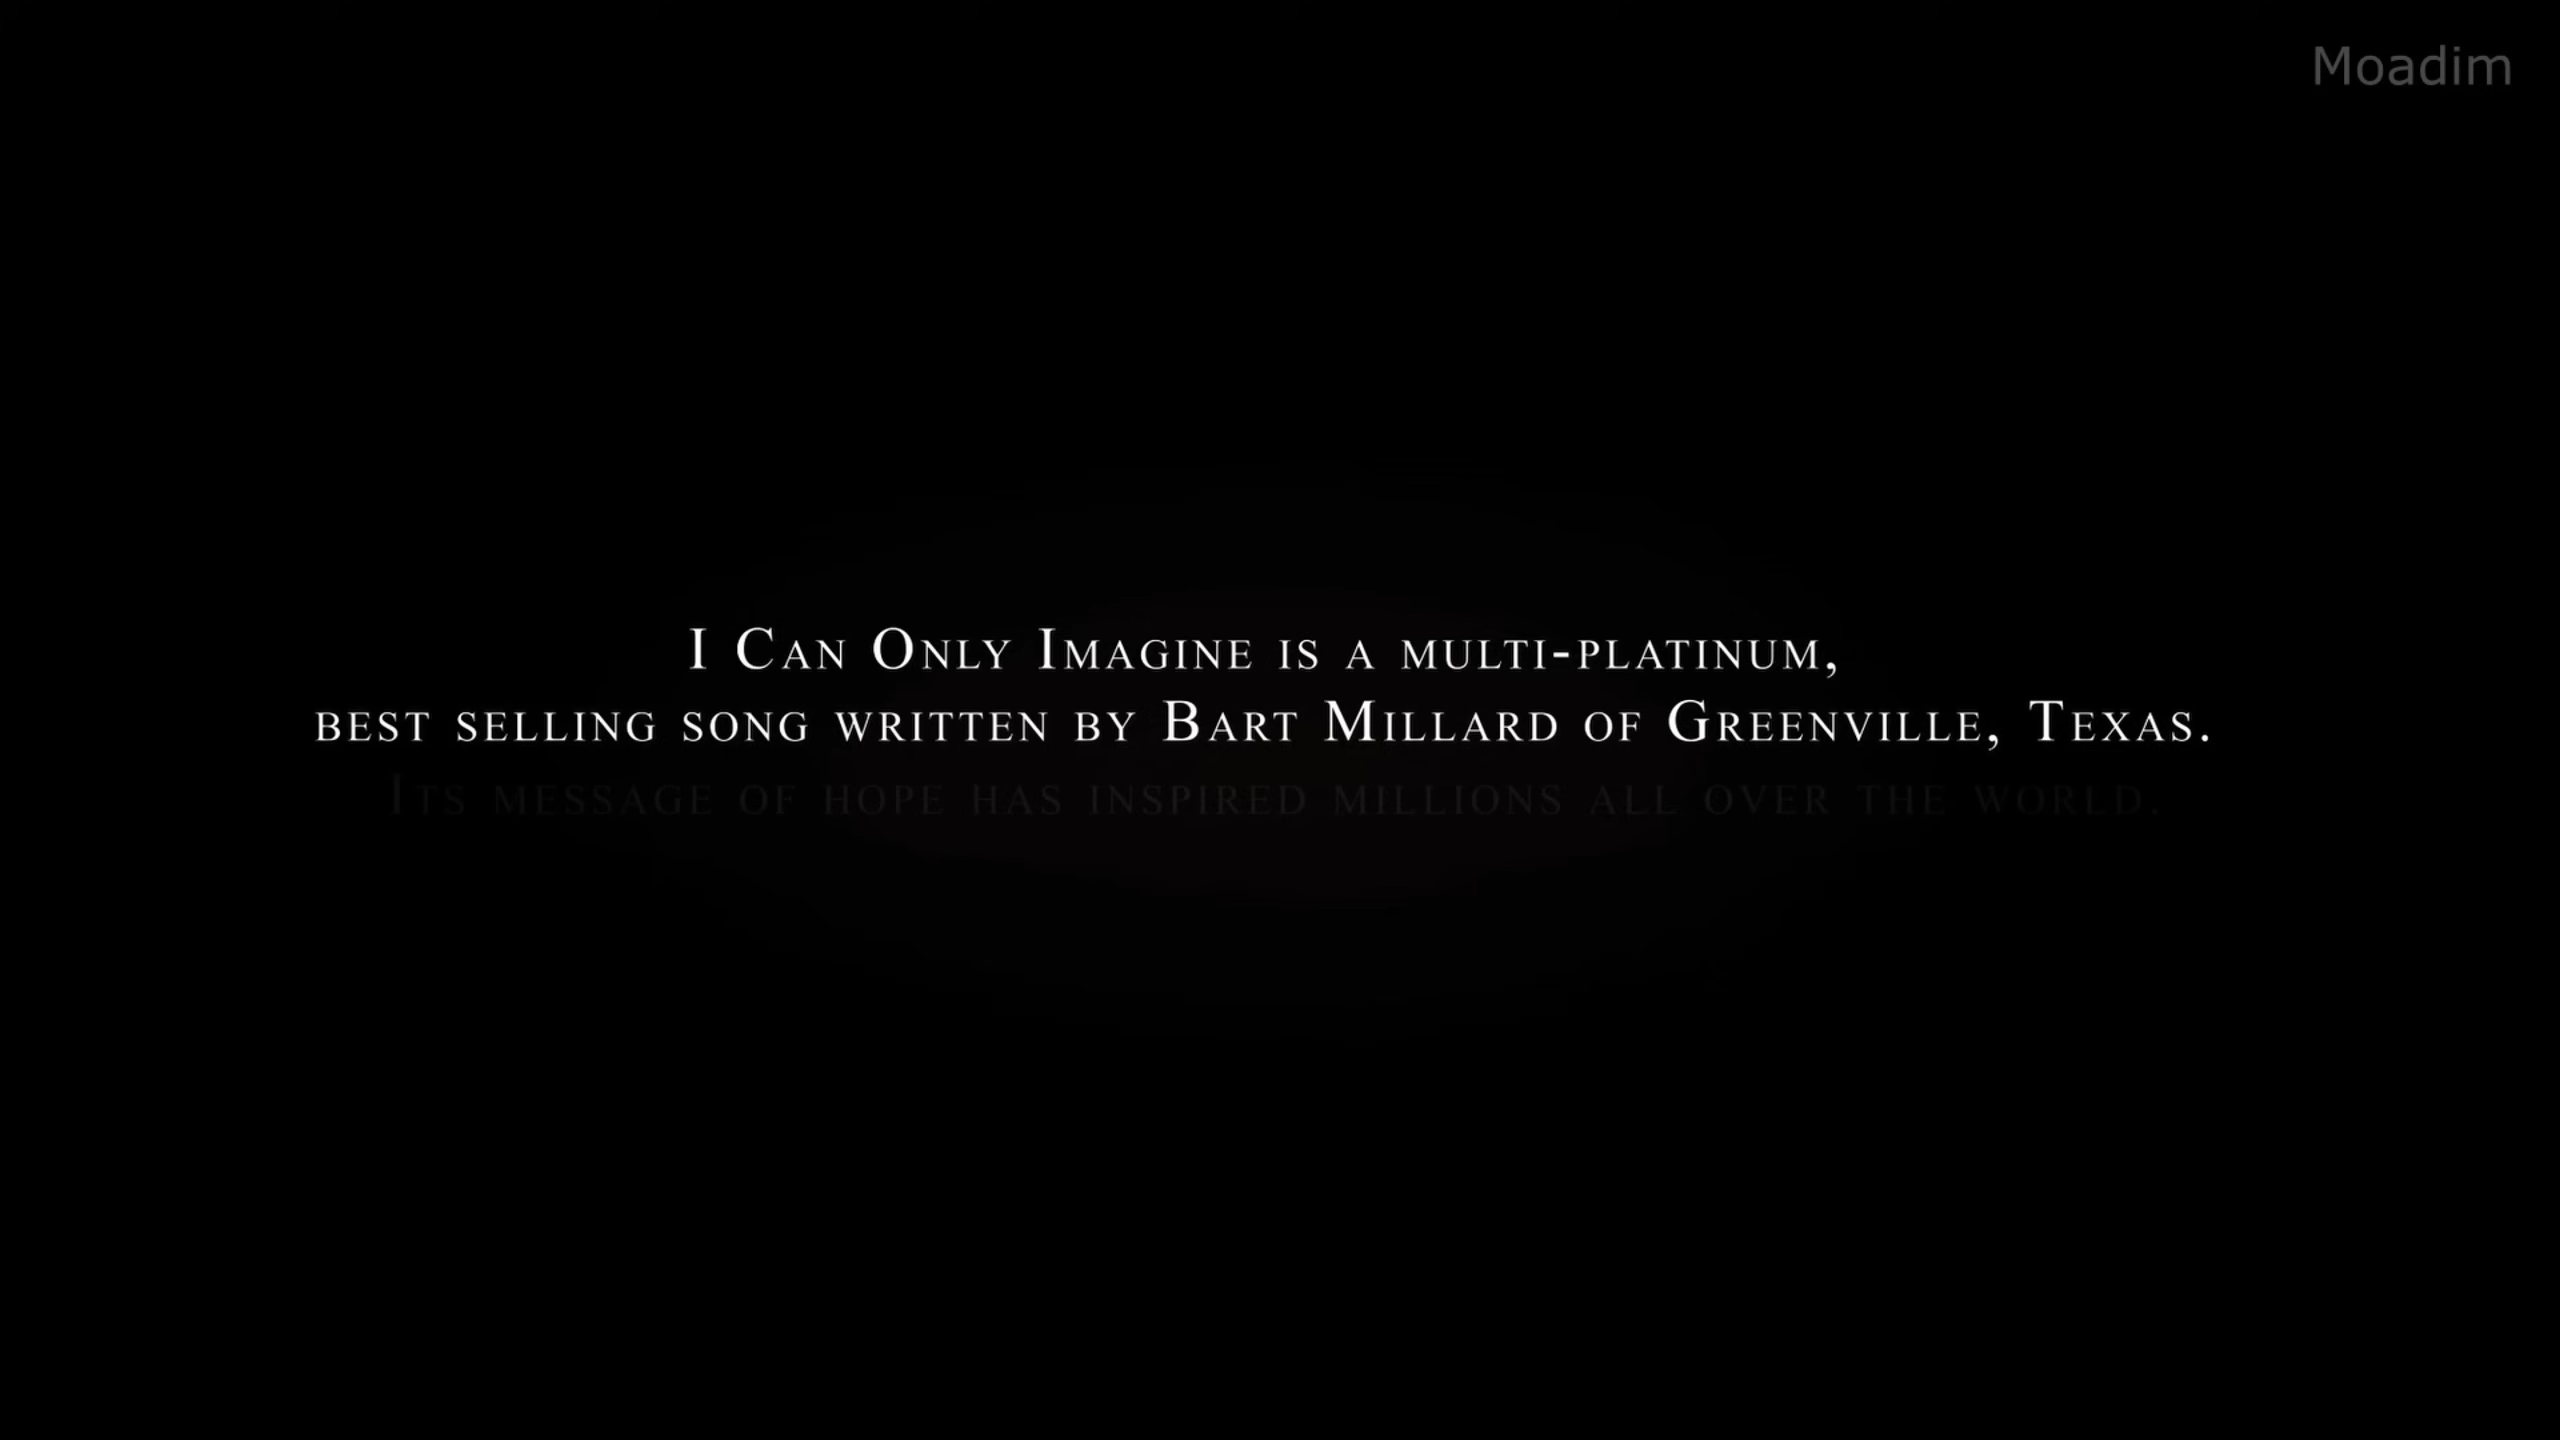 Moadim
I Can Only Imagine is a multi-platinum,
best selling song written by Bart Millard of Greenville, Texas.
Its message of hope has inspired millions all over the world.